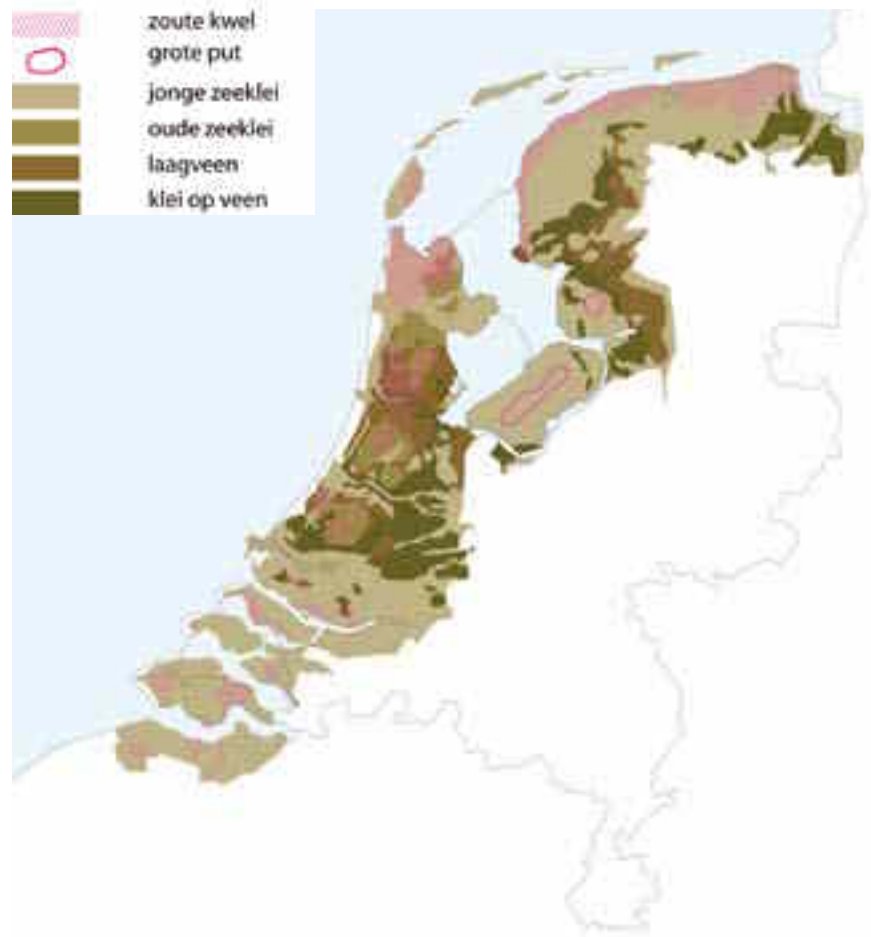 zoute kwel
grote put
jonge zeeklei
oude zeeklei
laagveen
klei op veen